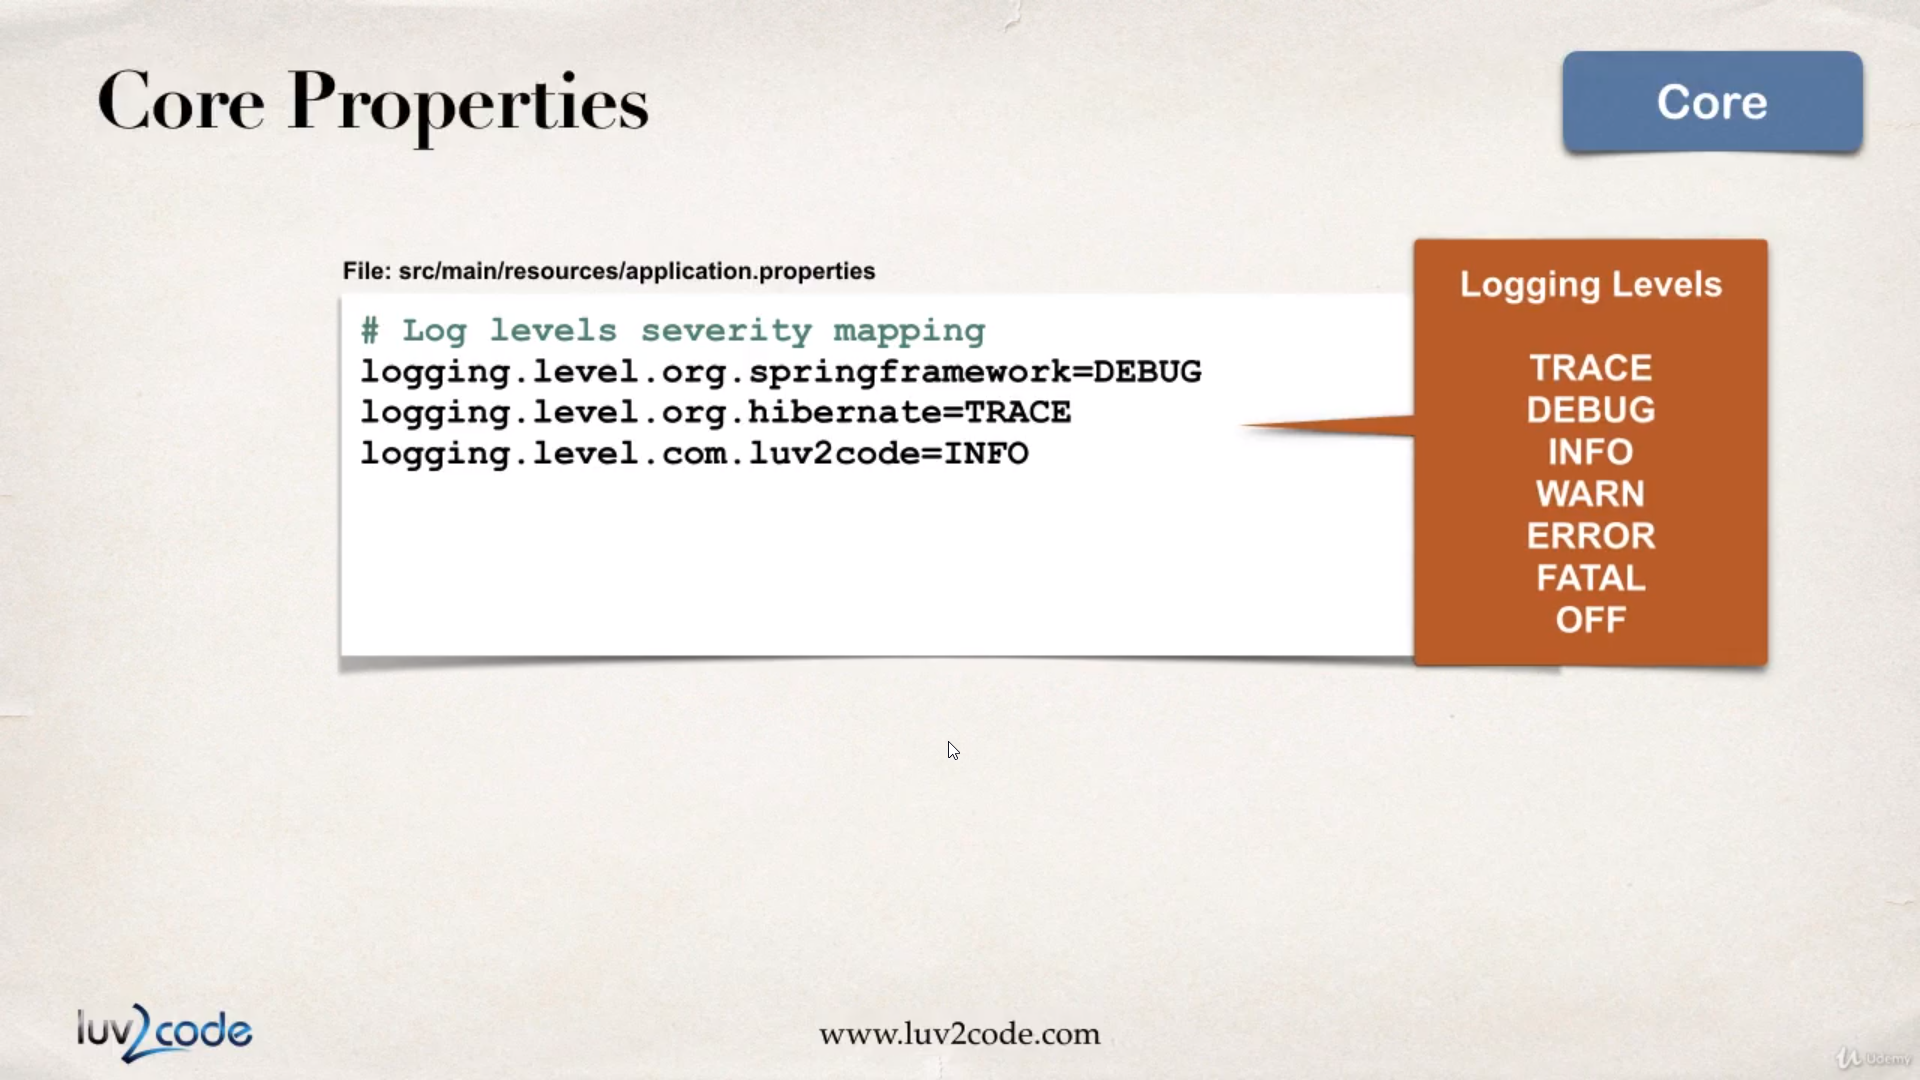 Core Properties
Core
File: src/main/resources/application.properties
# Log levels severity mapping
logging.level.org.springframework=DEBUG
logging.level.org.hibernate=TRACE
logging.level.com.luv2code=INFO
Logging Levels
TRACE
DEBUG
INFO
WARN
ERROR
FATAL
OFF
luv2code
www.luv2code.com
Udemy